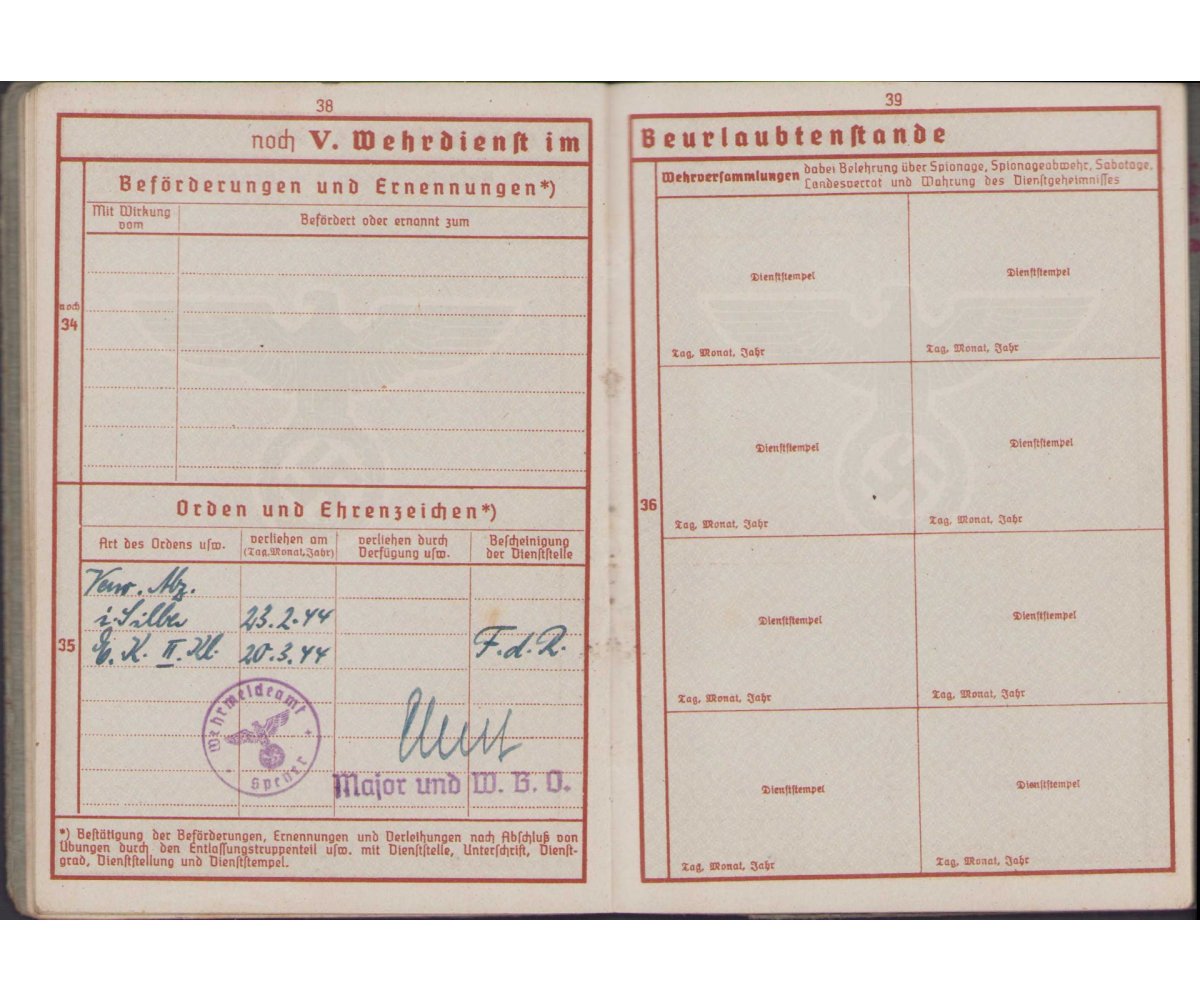 38
noch V. Wehrdienst im
Beförderungen und Ernennungen*)
Mit Wirkung vom
Befördert oder ernannt zum
noch
34
Orden und Ehrenzeichen*)
Art des Ordens usw.
verliehen am
(Tag, Monat, Jahr)
verliehen durch
Verfügung usw.
Bescheinigung
der Dienststelle
35
Verw. Abz.
i. Silber 23.2.44
E. K. II. Kl. 20.3.44 F.d.R.
Wehrmeldeamt
Speyer
Major und W. B. O.
*) Bestätigung der Beförderungen, Ernennungen und Verleihungen nach Abschluß von
Übungen durch den Entlassungstruppenteil usw. mit Dienststelle, Unterschrift, Dienst-
grad, Dienststellung und Dienststempel.
39
Beurlaubtenstande
Wehrversammlungen dabei Belehrung über Spionage, Spionageabwehr, Sabotage,
Landesverrat und Wahrung des Dienstgeheimnisses
36
Dienststempel
Dienststempel
Tag, Monat, Jahr
Tag, Monat, Jahr
Dienststempel
Dienststempel
Tag, Monat, Jahr
Tag, Monat, Jahr
Dienststempel
Dienststempel
Tag, Monat, Jahr
Tag, Monat, Jahr
Dienststempel
Dienststempel
Tag, Monat, Jahr
Tag, Monat, Jahr